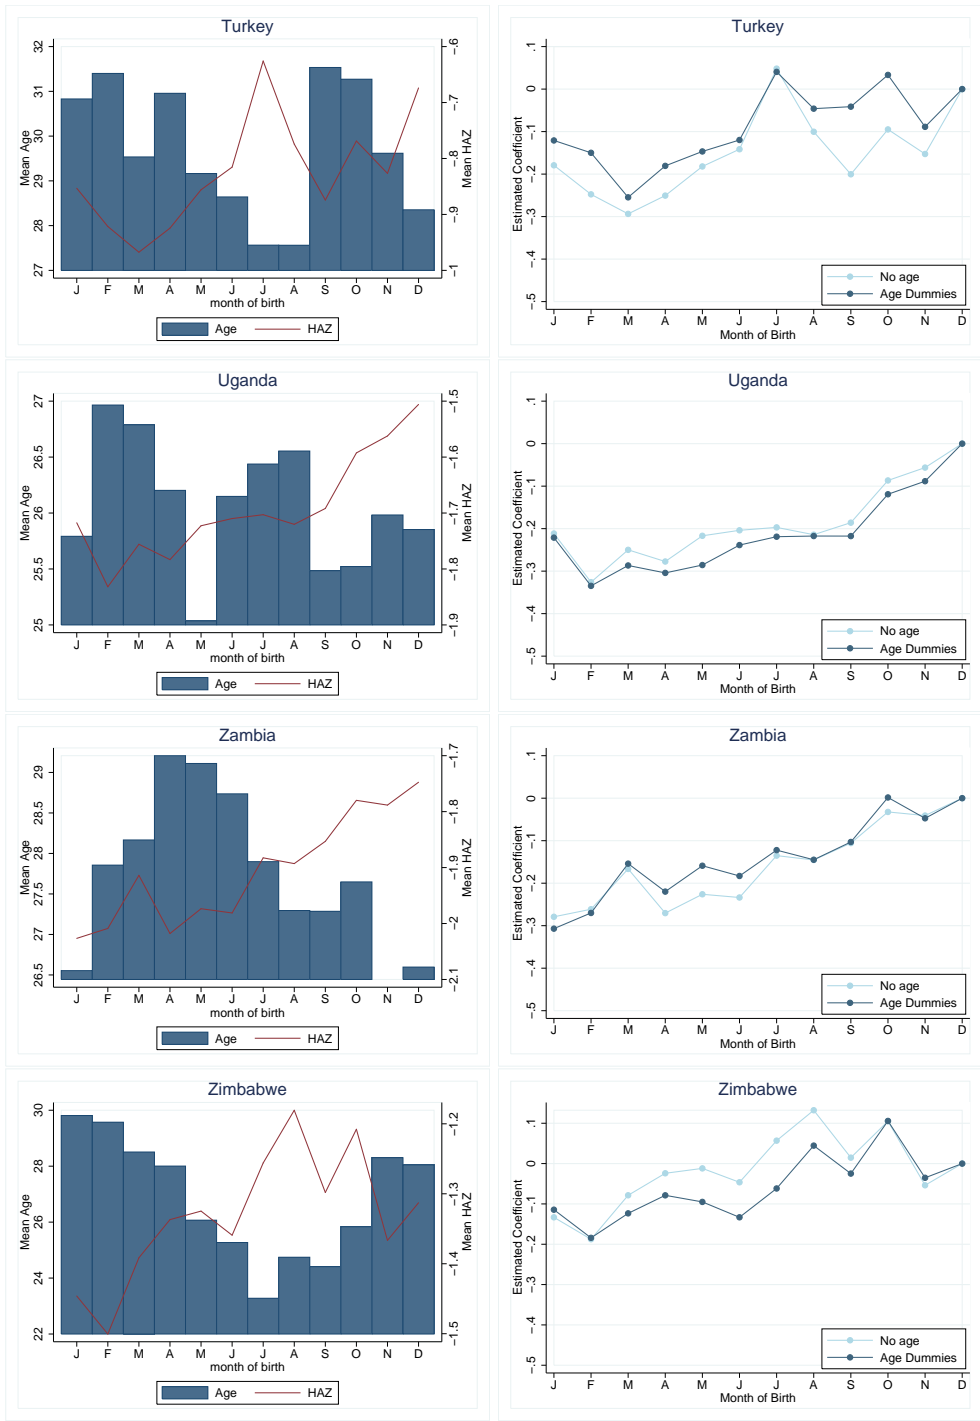 Turkey
Mean Age
27 28 29 30 31 32
-1 -.9 -.8 -.7 -.6
Mean HAZ
J F M A M J J A S O N D
month of birth
Age HAZ
Turkey
Estimated Coefficient
-.5 -.4 -.3 -.2 -.1 0 .1
No age
Age Dummies
J F M A M J J A S O N D
Month of Birth
Uganda
Mean Age
25 25.5 26 26.5 27
-1.9 -1.8 -1.7 -1.6 -1.5
Mean HAZ
J F M A M J J A S O N D
month of birth
Age HAZ
Uganda
Estimated Coefficient
-.5 -.4 -.3 -.2 -.1 0 .1
No age
Age Dummies
J F M A M J J A S O N D
Month of Birth
Zambia
Mean Age
26.5 27 27.5 28 28.5 29
-2.1 -2 -1.9 -1.8 -1.7
Mean HAZ
J F M A M J J A S O N D
month of birth
Age HAZ
Zambia
Estimated Coefficient
-.5 -.4 -.3 -.2 -.1 0 .1
No age
Age Dummies
J F M A M J J A S O N D
Month of Birth
Zimbabwe
Mean Age
22 24 26 28 30
-1.5 -1.4 -1.3 -1.2
Mean HAZ
J F M A M J J A S O N D
month of birth
Age HAZ
Zimbabwe
Estimated Coefficient
-.5 -.4 -.3 -.2 -.1 0 .1
No age
Age Dummies
J F M A M J J A S O N D
Month of Birth